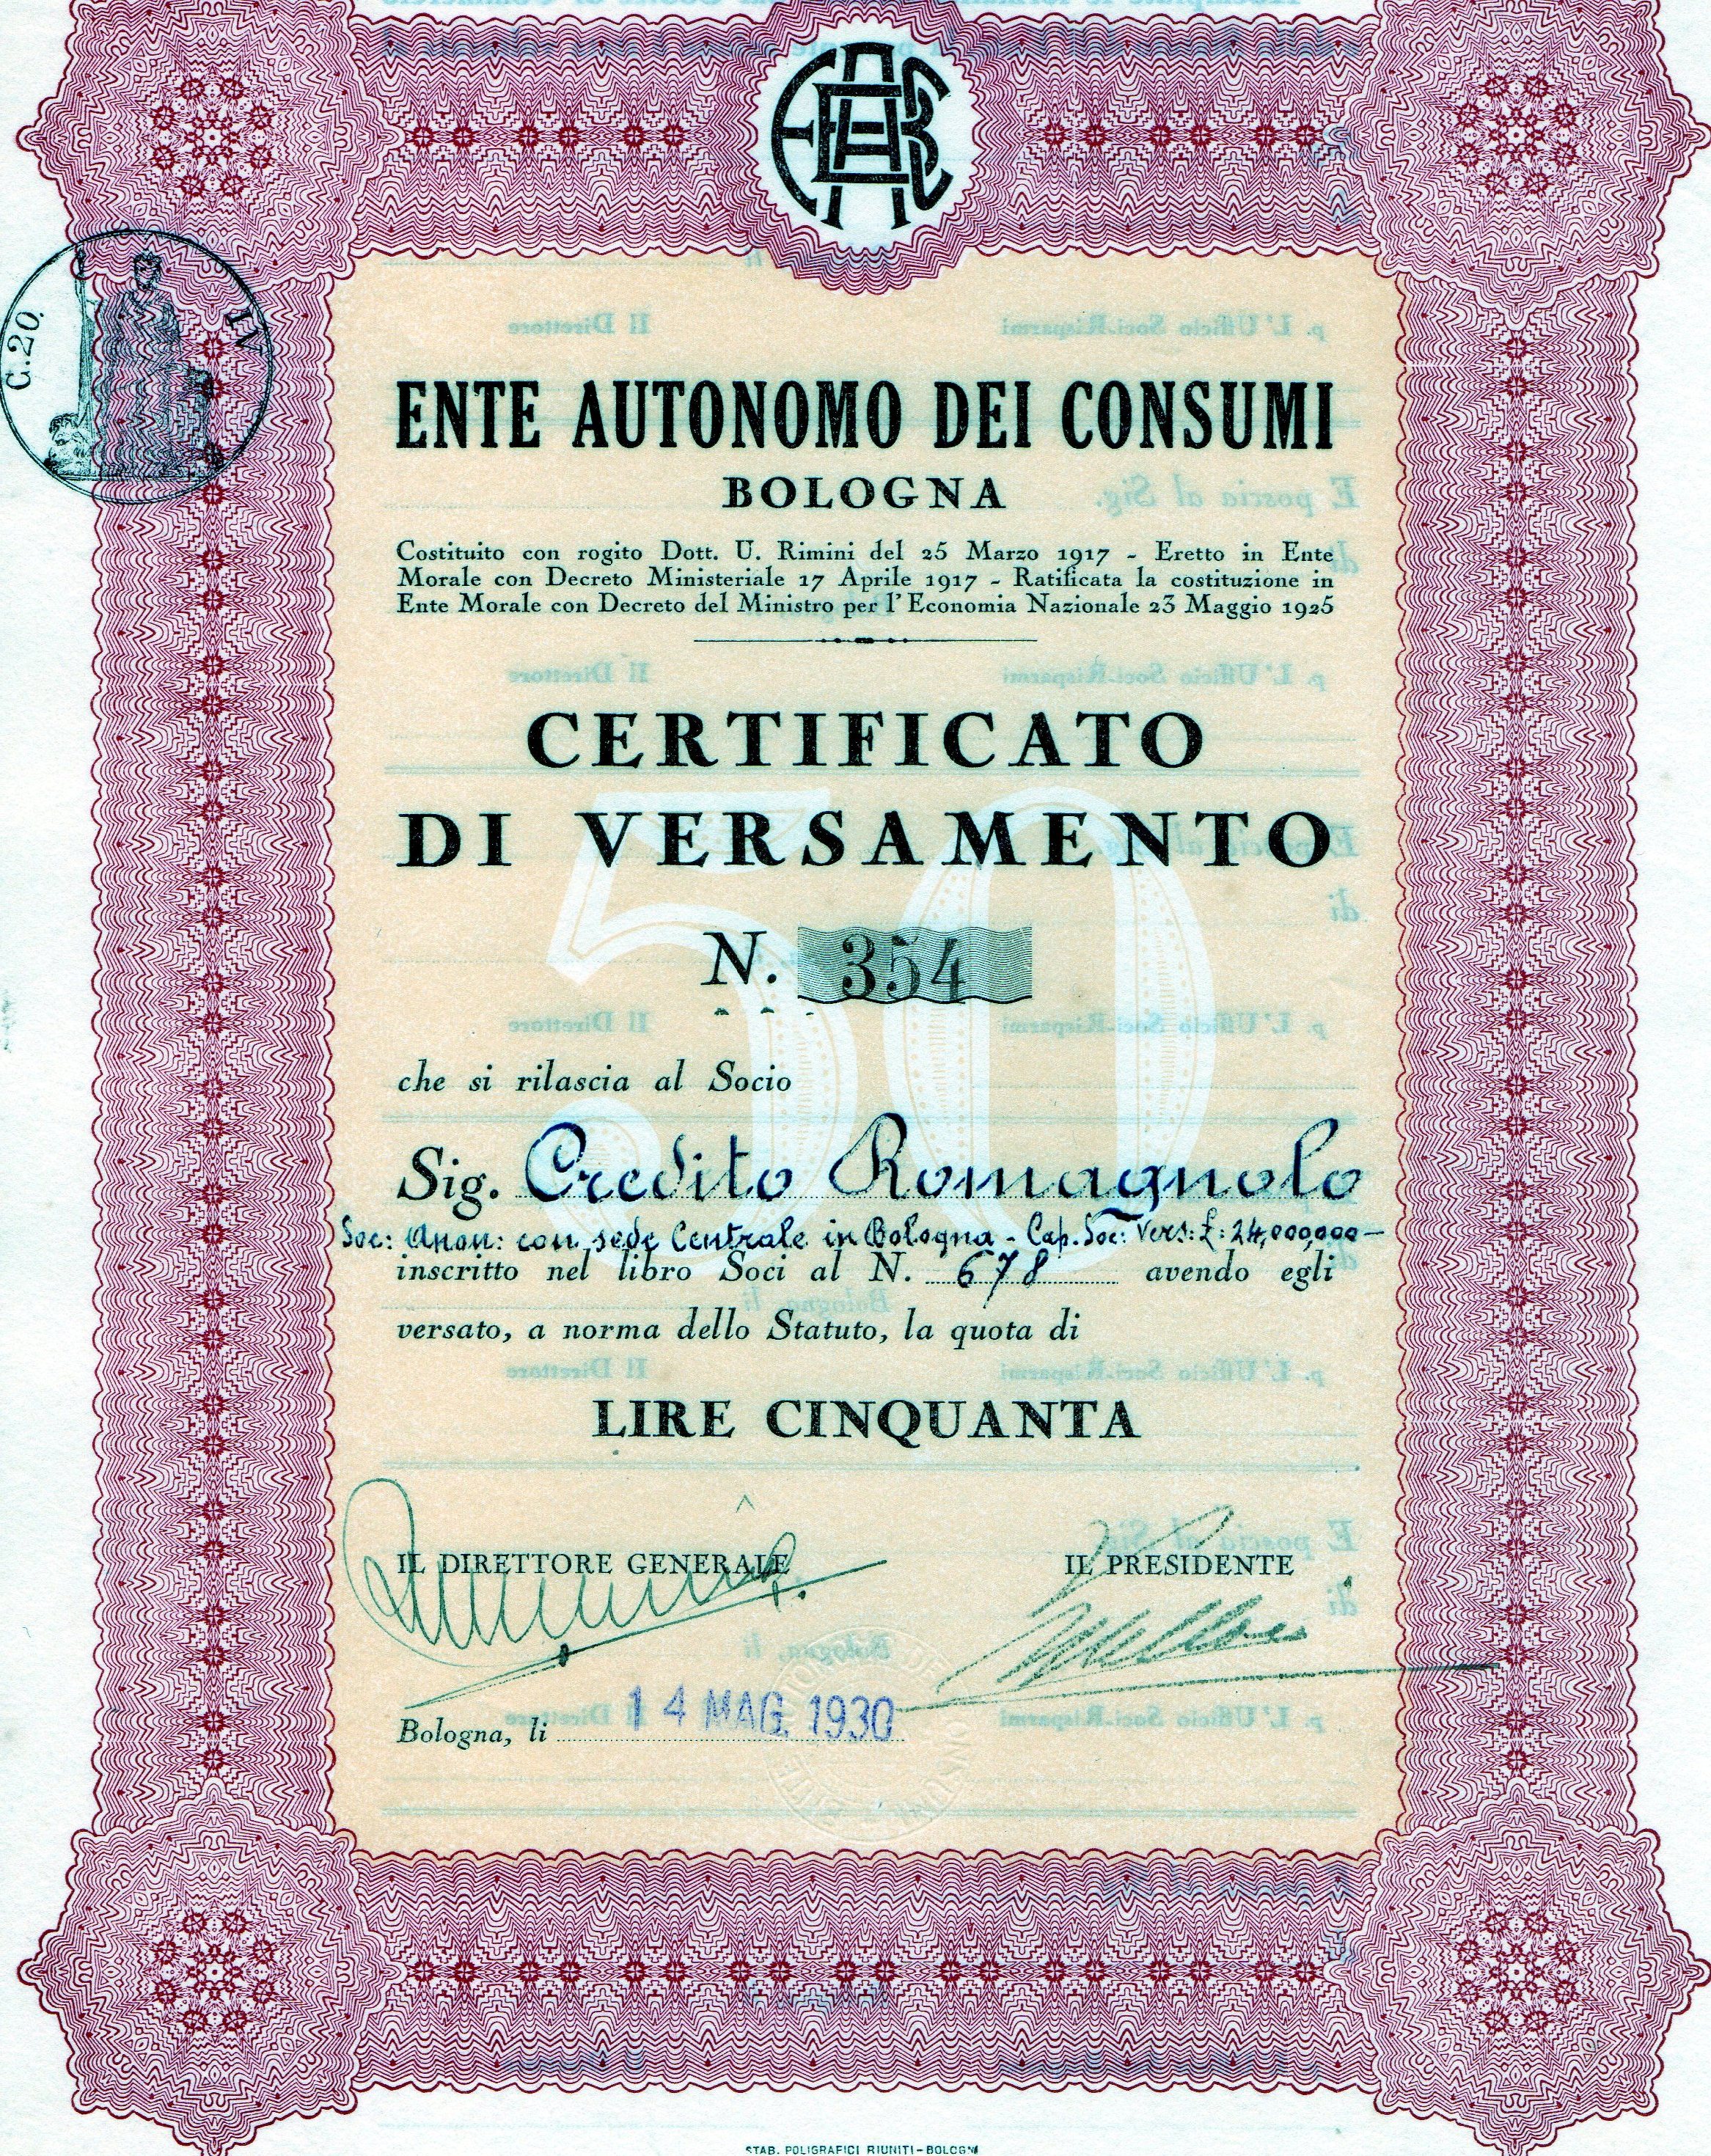 C.20.
IV
ENTE AUTONOMO DEI CONSUMI
BOLOGNA
Costituito con rogito Dott. U. Rimini del 25 Marzo 1917 - Eretto in Ente
Morale con Decreto Ministeriale 17 Aprile 1917 - Ratificata la costituzione in
Ente Morale con Decreto del Ministro per l'Economia Nazionale 23 Maggio 1925
CERTIFICATO
DI VERSAMENTO
50
N. 354
che si rilascia al Socio
Sig. Credito Romagnolo
Soc: Anon: con sede Centrale in Bologna - Cap. Soc: Vers: £: 24,000,000-
inscritto nel libro Soci al N. 678 avendo egli
versato, a norma dello Statuto, la quota di
LIRE CINQUANTA
IL DIRETTORE GENERALE
IL PRESIDENTE
Bologna, li 14 MAG. 1930
STAB. POLIGRAFICI RIUNITI-BOLOGNA